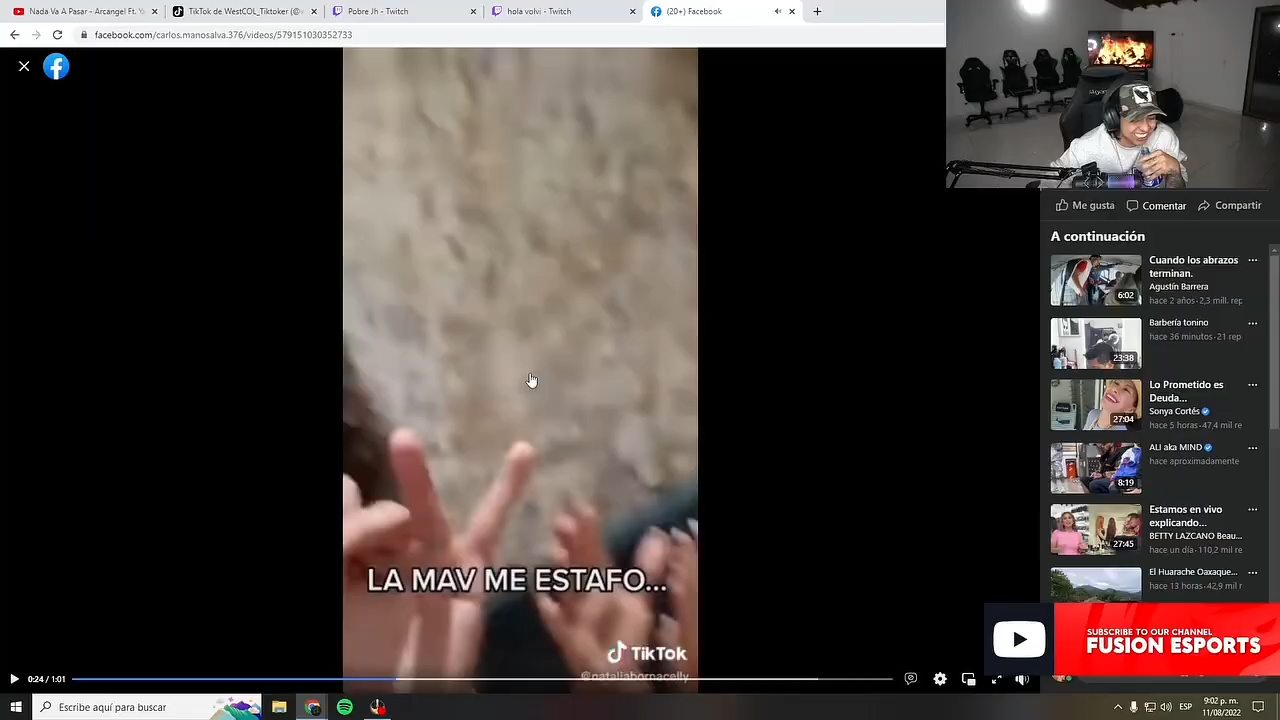 Nada Va A Pasar - Arcangel Ft.
TikTok de WestCOL_Tiktoker (@
Pobre Jh - Twitch
hola volvi - Twitch
(20+) Facebook
facebook.com/carlos.manosalva.376/videos/579151030352733
Me gusta
Comentar
Compartir
A continuación
Cuando los abrazos
terminan.
Agustín Barrera
hace 2 años · 2,3 mill. rep
6:02
Barbería tonino
hace 36 minutos · 21 rep
23:38
Lo Prometido es
Deuda...
Sonya Cortés
hace 5 horas · 47,4 mil re
27:04
ALI aka MIND
hace aproximadamente
8:19
Estamos en vivo
explicando...
BETTY LAZCANO Beau...
hace un día · 110,2 mil re
27:45
El Huarache Oaxaque...
hace 13 horas · 42,9 mil r
LA MAV ME ESTAFO...
TikTok
@nataliabornacelly
SUBSCRIBE TO OUR CHANNEL
FUSION ESPORTS
0:24 / 1:01
Escribe aquí para buscar
ESP
9:02 p. m.
11/08/2022